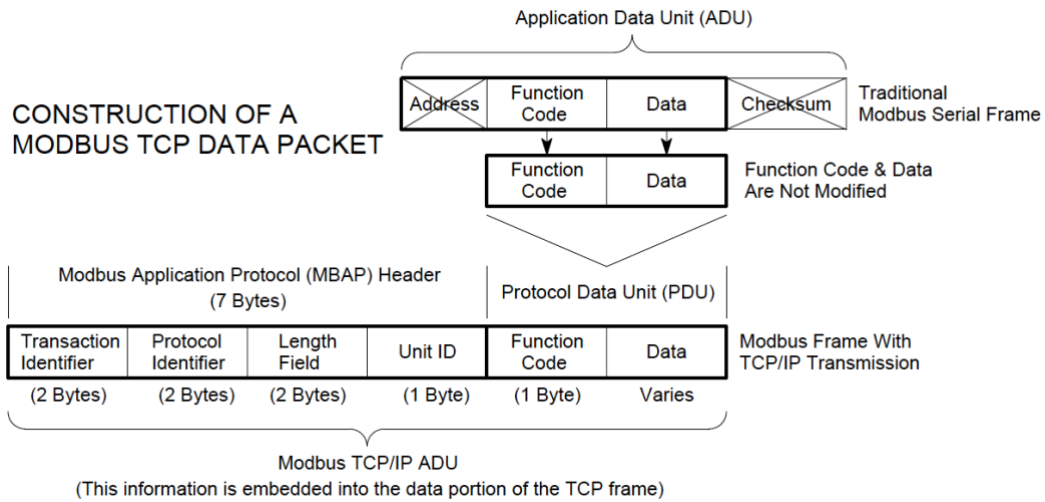 Application Data Unit (ADU)
CONSTRUCTION OF A
MODBUS TCP DATA PACKET
Address
Function
Code
Data
Checksum
Traditional
Modbus Serial Frame
Function
Code
Data
Function Code & Data
Are Not Modified
Modbus Application Protocol (MBAP) Header
(7 Bytes)
Protocol Data Unit (PDU)
Transaction
Identifier
Protocol
Identifier
Length
Field
Unit ID
Function
Code
Data
Modbus Frame With
TCP/IP Transmission
(2 Bytes)
(2 Bytes)
(2 Bytes)
(1 Byte)
(1 Byte)
Varies
Modbus TCP/IP ADU
(This information is embedded into the data portion of the TCP frame)